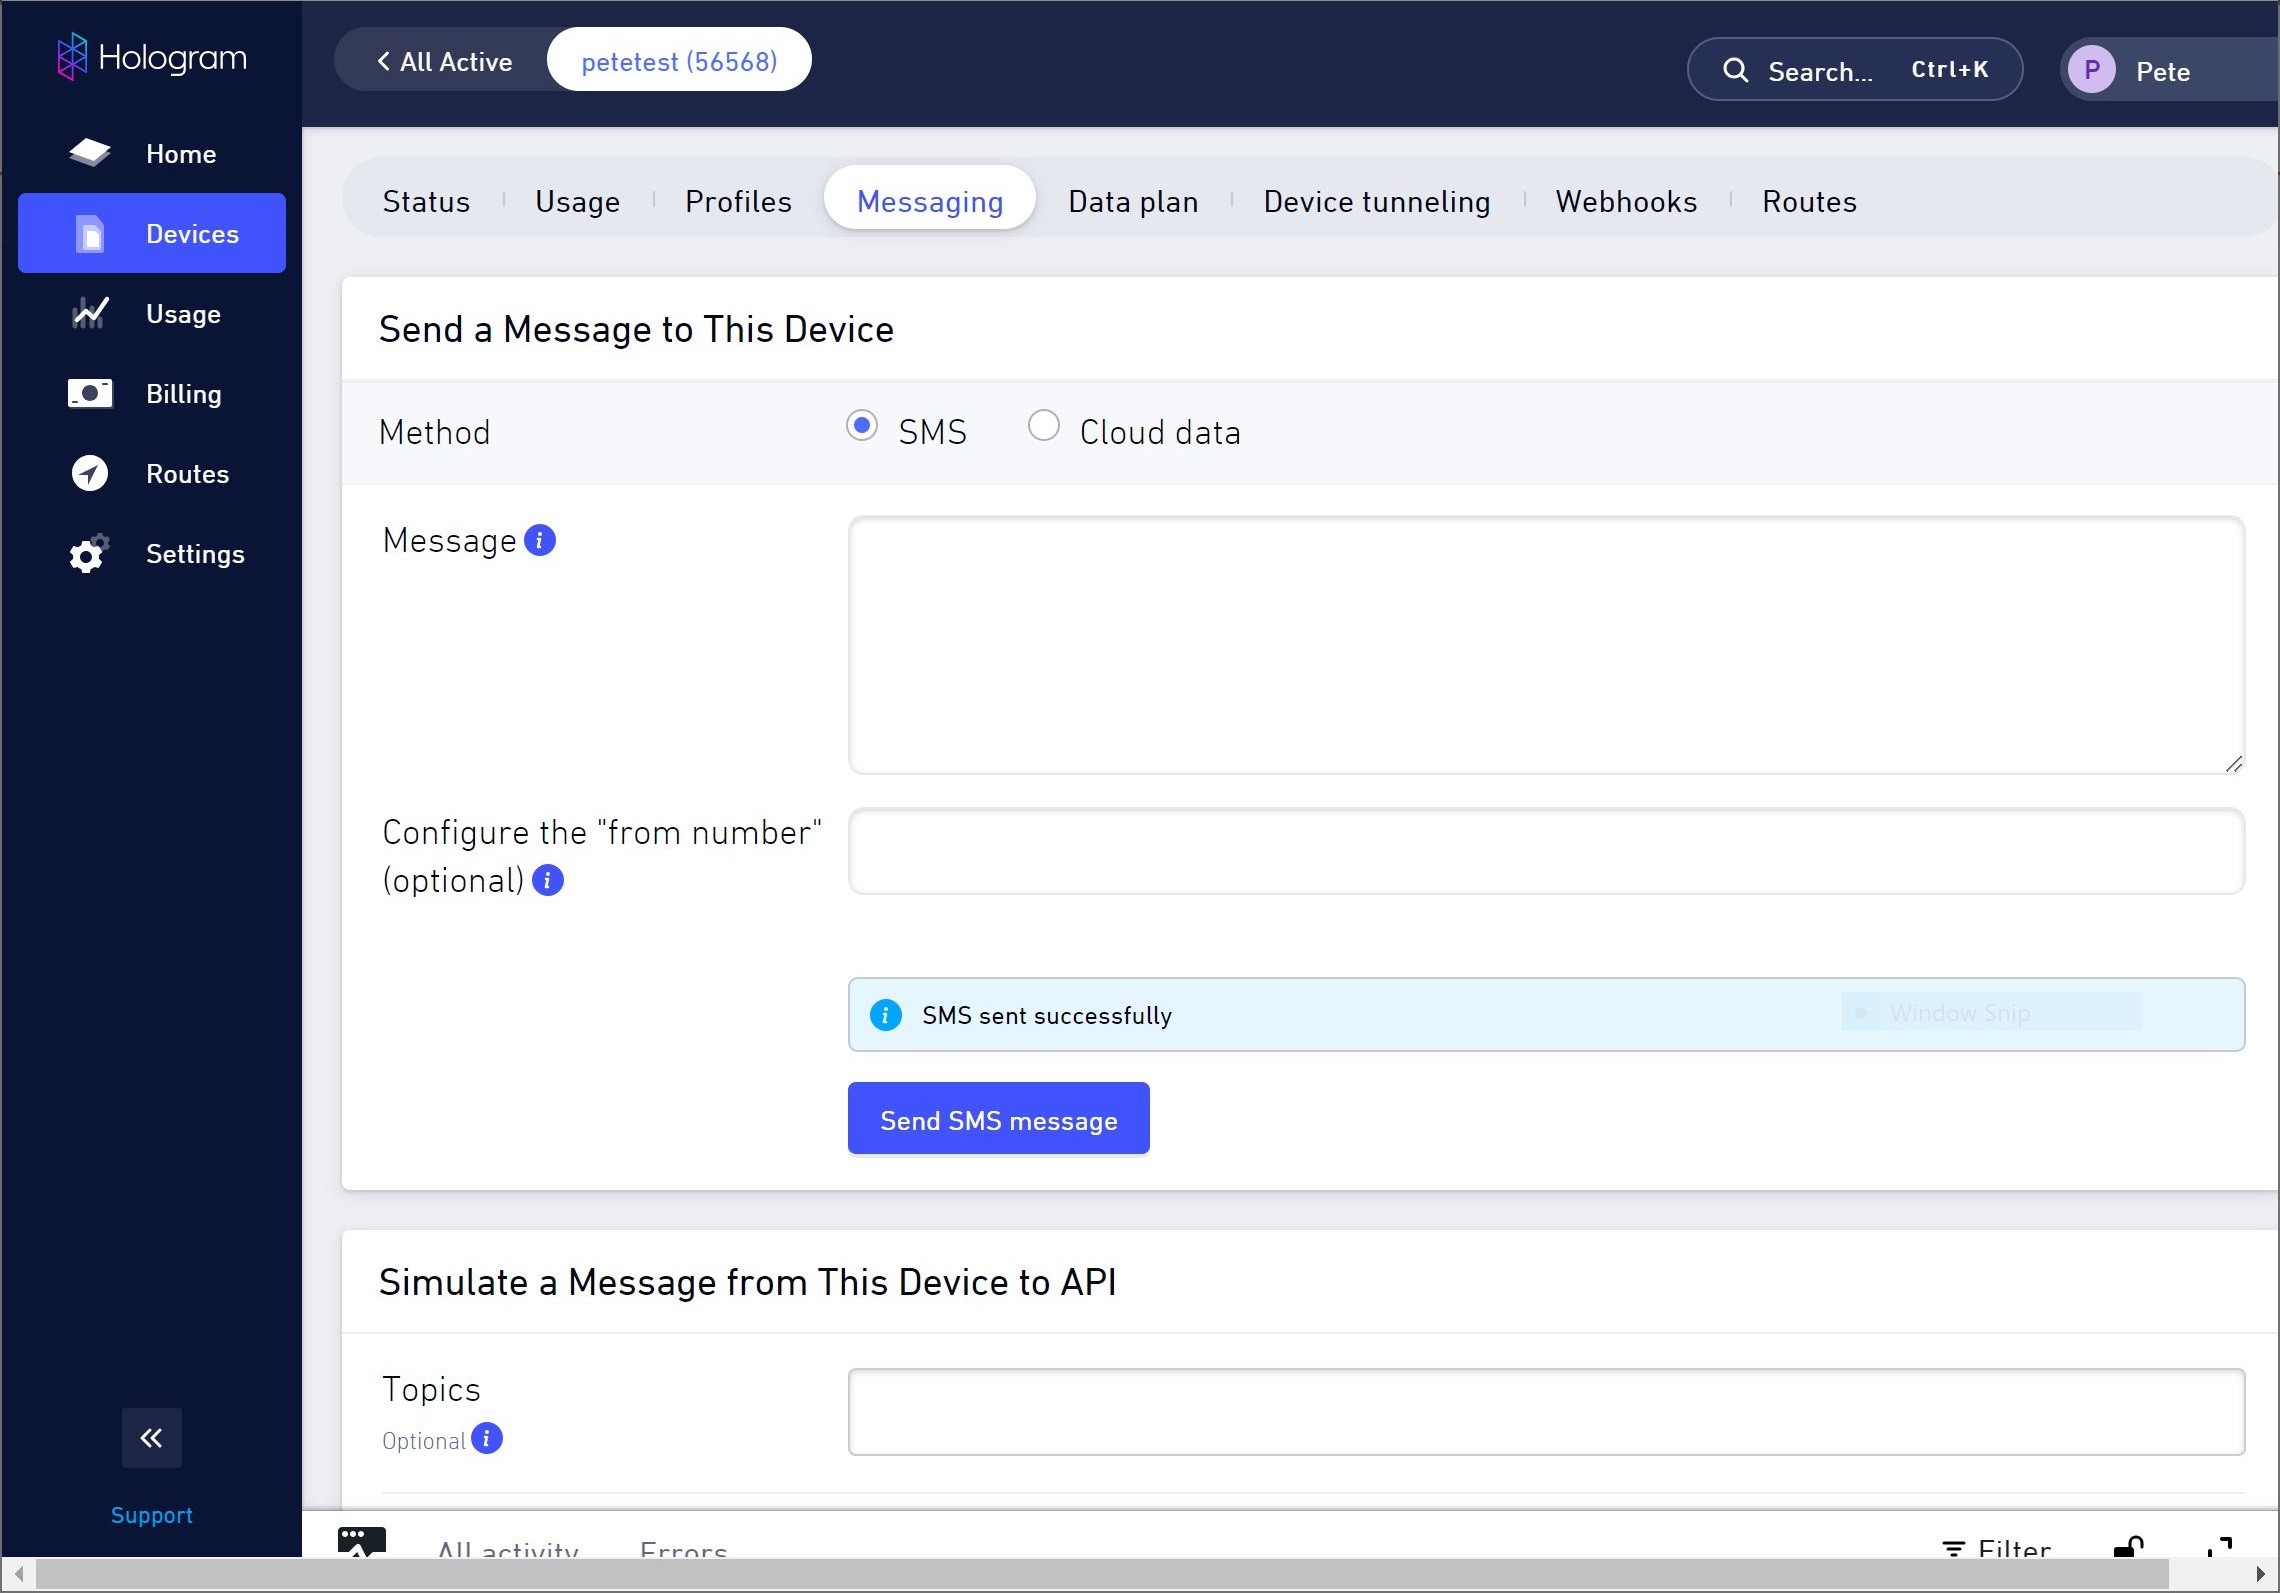 Hologram
All Active
petetest (56568)
Search...
Ctrl+K
P
Pete
Home
Devices
Usage
Billing
Routes
Settings
Support
Status
Usage
Profiles
Messaging
Data plan
Device tunneling
Webhooks
Routes
Send a Message to This Device
Method
SMS
Cloud data
Message
Configure the "from number"
(optional)
SMS sent successfully
Window Snip
Send SMS message
Simulate a Message from This Device to API
Topics
Optional
All activity
Errors
Filter